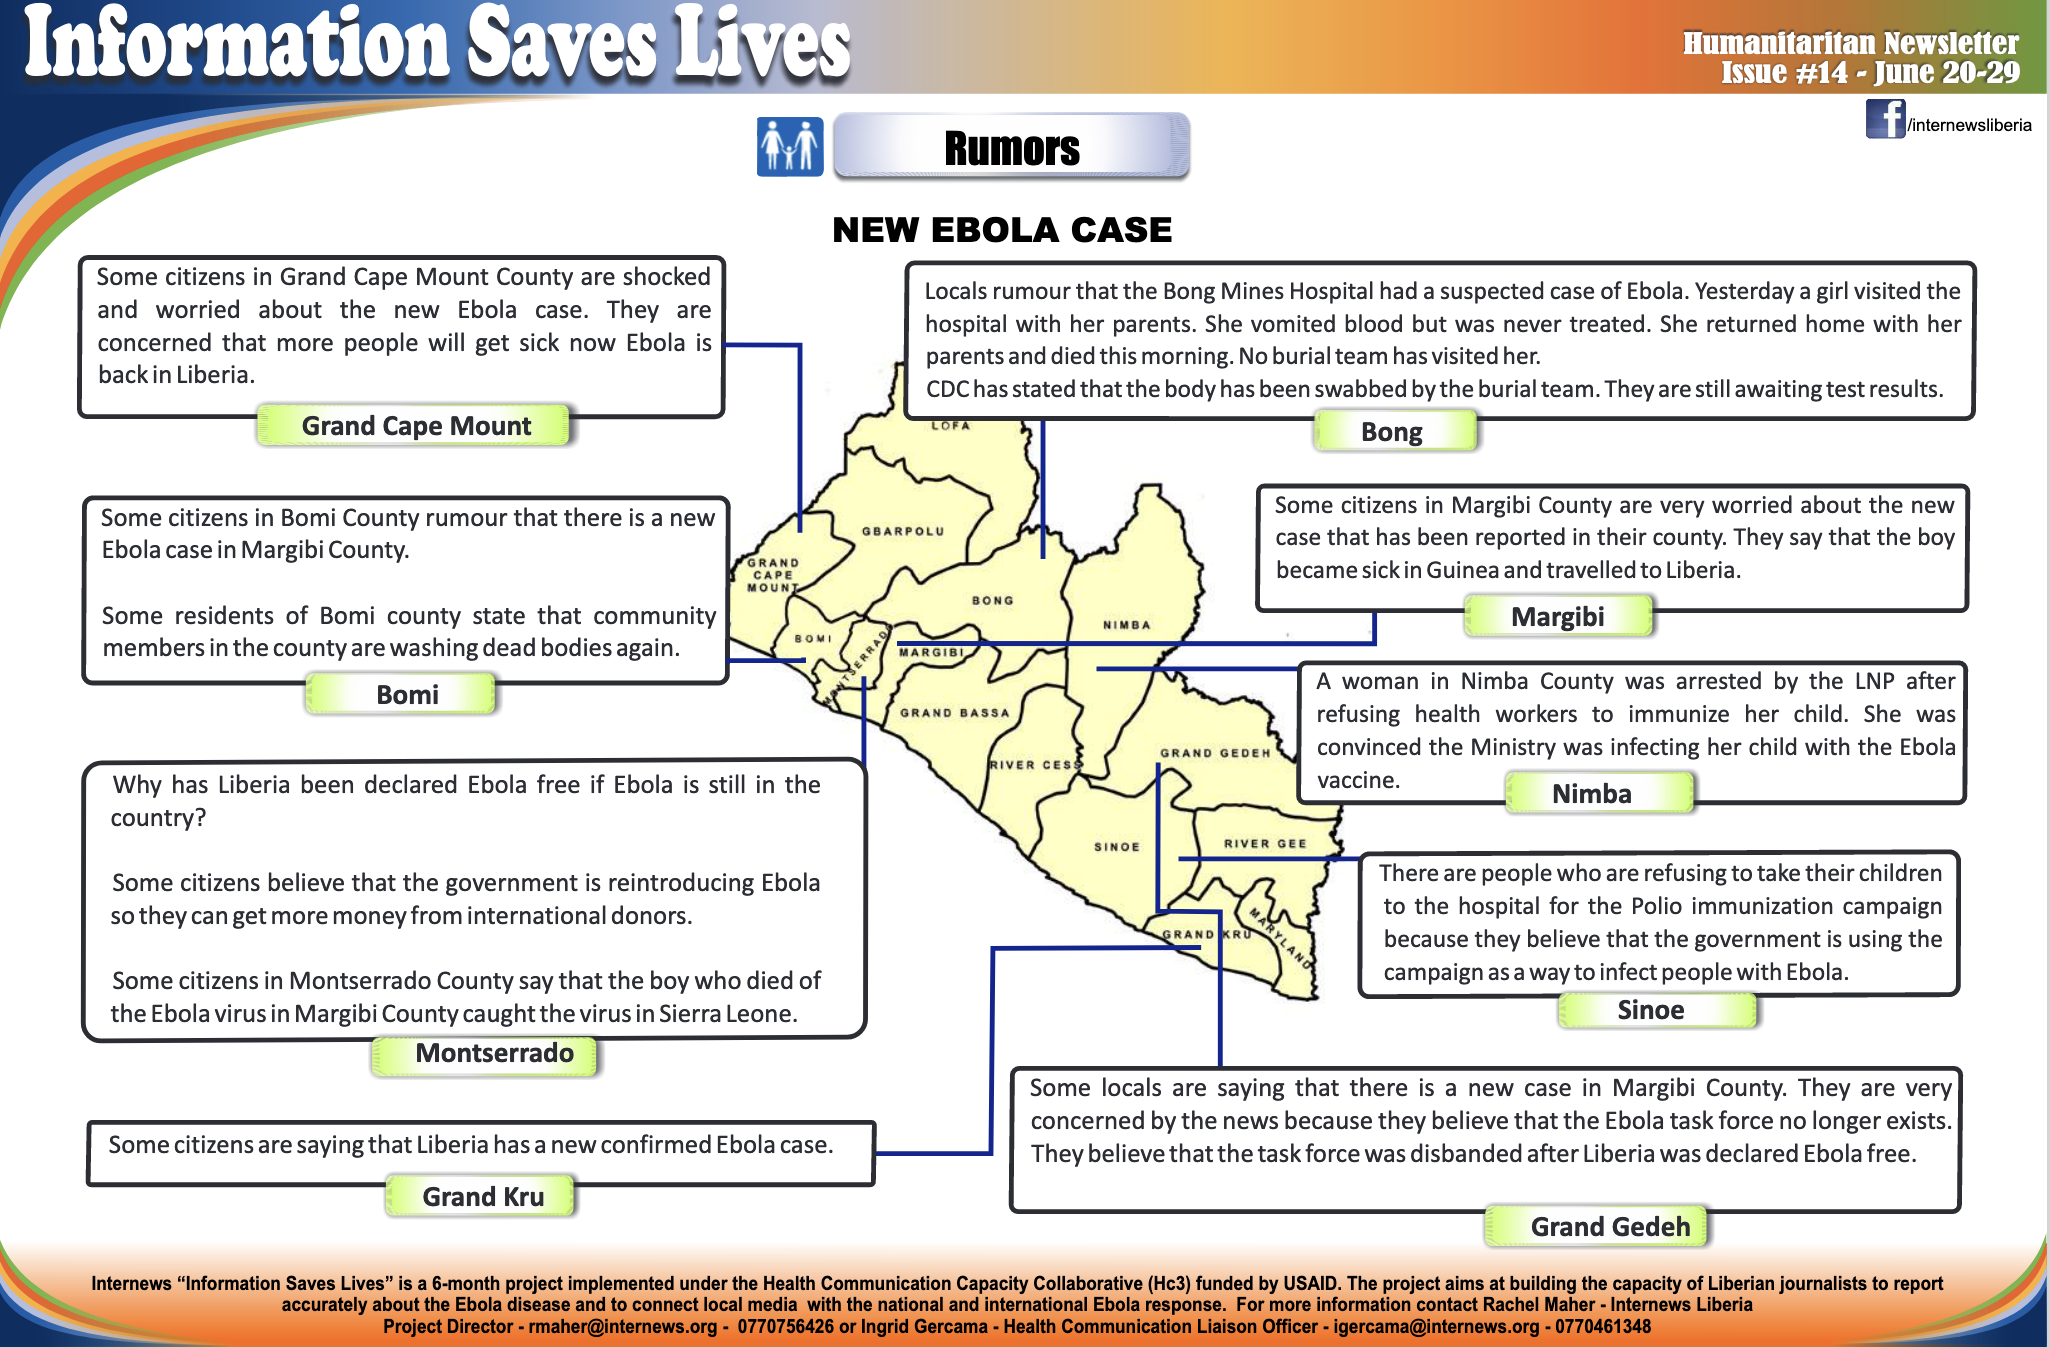 Information Saves Lives
Humanitaritan Newsletter
Issue #14 - June 20-29
f/internewsliberia
Rumors
NEW EBOLA CASE
Some citizens in Grand Cape Mount County are shocked
and worried about the new Ebola case. They are
concerned that more people will get sick now Ebola is
back in Liberia.
Grand Cape Mount
Locals rumour that the Bong Mines Hospital had a suspected case of Ebola. Yesterday a girl visited the
hospital with her parents. She vomited blood but was never treated. She returned home with her
parents and died this morning. No burial team has visited her.
CDC has stated that the body has been swabbed by the burial team. They are still awaiting test results.
Bong
Some citizens in Bomi County rumour that there is a new
Ebola case in Margibi County.
Some residents of Bomi county state that community
members in the county are washing dead bodies again.
Bomi
Some citizens in Margibi County are very worried about the new
case that has been reported in their county. They say that the boy
became sick in Guinea and travelled to Liberia.
Margibi
A woman in Nimba County was arrested by the LNP after
refusing health workers to immunize her child. She was
convinced the Ministry was infecting her child with the Ebola
vaccine.
Nimba
Why has Liberia been declared Ebola free if Ebola is still in the
country?
Some citizens believe that the government is reintroducing Ebola
so they can get more money from international donors.
Some citizens in Montserrado County say that the boy who died of
the Ebola virus in Margibi County caught the virus in Sierra Leone.
Montserrado
There are people who are refusing to take their children
to the hospital for the Polio immunization campaign
because they believe that the government is using the
campaign as a way to infect people with Ebola.
Sinoe
Some citizens are saying that Liberia has a new confirmed Ebola case.
Grand Kru
Some locals are saying that there is a new case in Margibi County. They are very
concerned by the news because they believe that the Ebola task force no longer exists.
They believe that the task force was disbanded after Liberia was declared Ebola free.
Grand Gedeh
LOFA
GBARPOLU
GRAND
CAPE
MOUNT
BONG
BOMI
MONTSERRADO
MARGIBI
NIMBA
GRAND BASSA
RIVER CESS
GRAND GEDEH
SINOE
RIVER GEE
GRAND KRU
MARYLAND
Internews “Information Saves Lives” is a 6-month project implemented under the Health Communication Capacity Collaborative (Hc3) funded by USAID. The project aims at building the capacity of Liberian journalists to report
accurately about the Ebola disease and to connect local media with the national and international Ebola response. For more information contact Rachel Maher - Internews Liberia
Project Director - rmaher@internews.org - 0770756426 or Ingrid Gercama - Health Communication Liaison Officer - igercama@internews.org - 0770461348